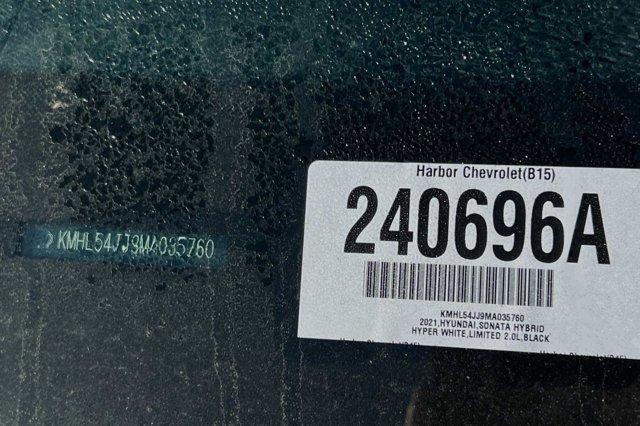 Harbor Chevrolet(B15)
240696A
KMHL54JJ9MA035760
KMHL54JJ9MA035760
2021,HYUNDAI,SONATA HYBRID
HYPER WHITE,LIMITED 2.0L,BLACK